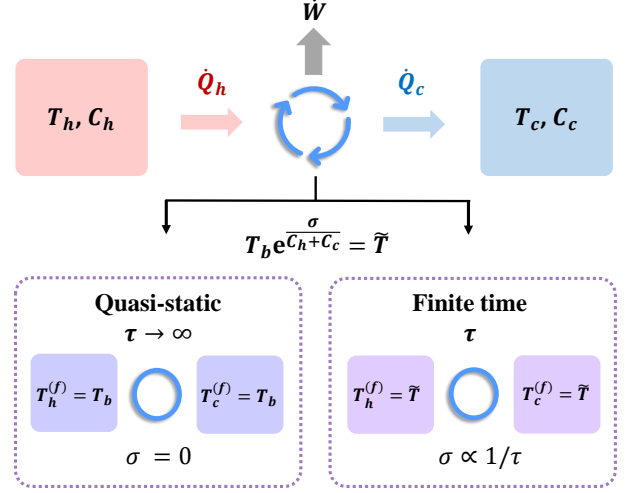 Ẇ
Q̇_h
Q̇_c
T_h, C_h
T_c, C_c
T_b e^{σ/(C_h+C_c)} = T̃
Quasi-static
τ → ∞
T_h^{(f)} = T_b
T_c^{(f)} = T_b
σ = 0
Finite time
τ
T_h^{(f)} = T̃
T_c^{(f)} = T̃
σ ∝ 1/τ